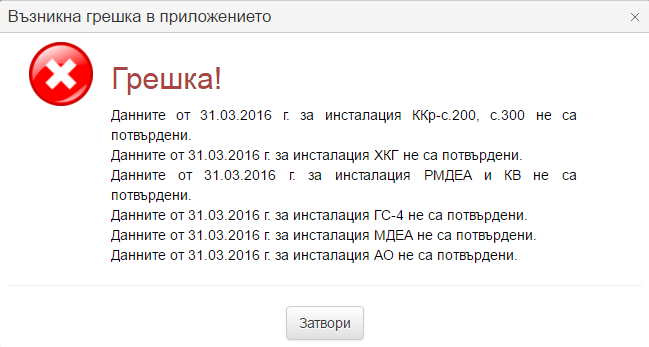 Възникна грешка в приложението
Грешка!
Данните от 31.03.2016 г. за инсталация ККр-с.200, с.300 не са
потвърдени.
Данните от 31.03.2016 г. за инсталация ХКГ не са потвърдени.
Данните от 31.03.2016 г. за инсталация РМДЕА и КВ не са
потвърдени.
Данните от 31.03.2016 г. за инсталация ГС-4 не са потвърдени.
Данните от 31.03.2016 г. за инсталация МДЕА не са потвърдени.
Данните от 31.03.2016 г. за инсталация АО не са потвърдени.
Затвори